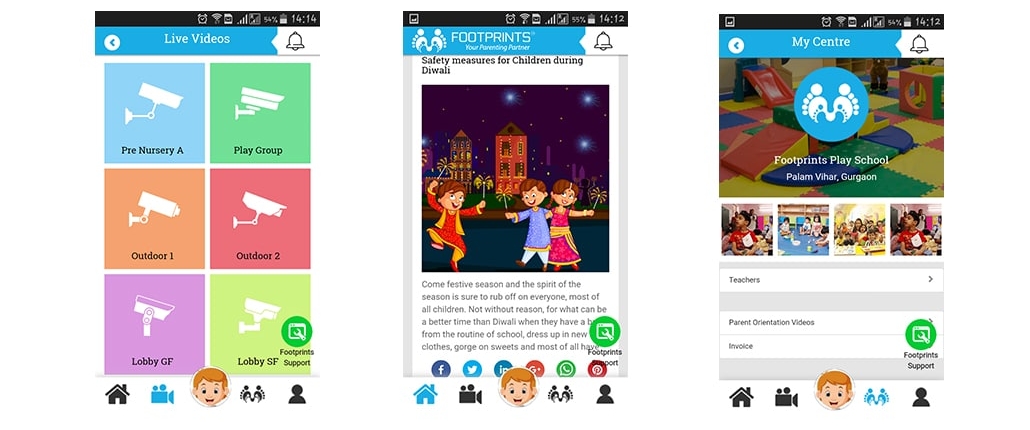 54% 14:14
Live Videos
Pre Nursery A
Play Group
Outdoor 1
Outdoor 2
Lobby GF
Lobby SF
Footprints
Support
55% 14:12
FOOTPRINTS
Your Parenting Partner
Safety measures for Children during
Diwali
Come festive season and the spirit of the
season is sure to rub off on everyone, most of
all children. Not without reason, for what can
be a better time than Diwali when they have a
from the routine of school, dress up in new
clothes, gorge on sweets and most of all have
Footprints
Support
54% 14:12
My Centre
Footprints Play School
Palam Vihar, Gurgaon
Teachers
Parent Orientation Videos
Invoice
Footprints
Support